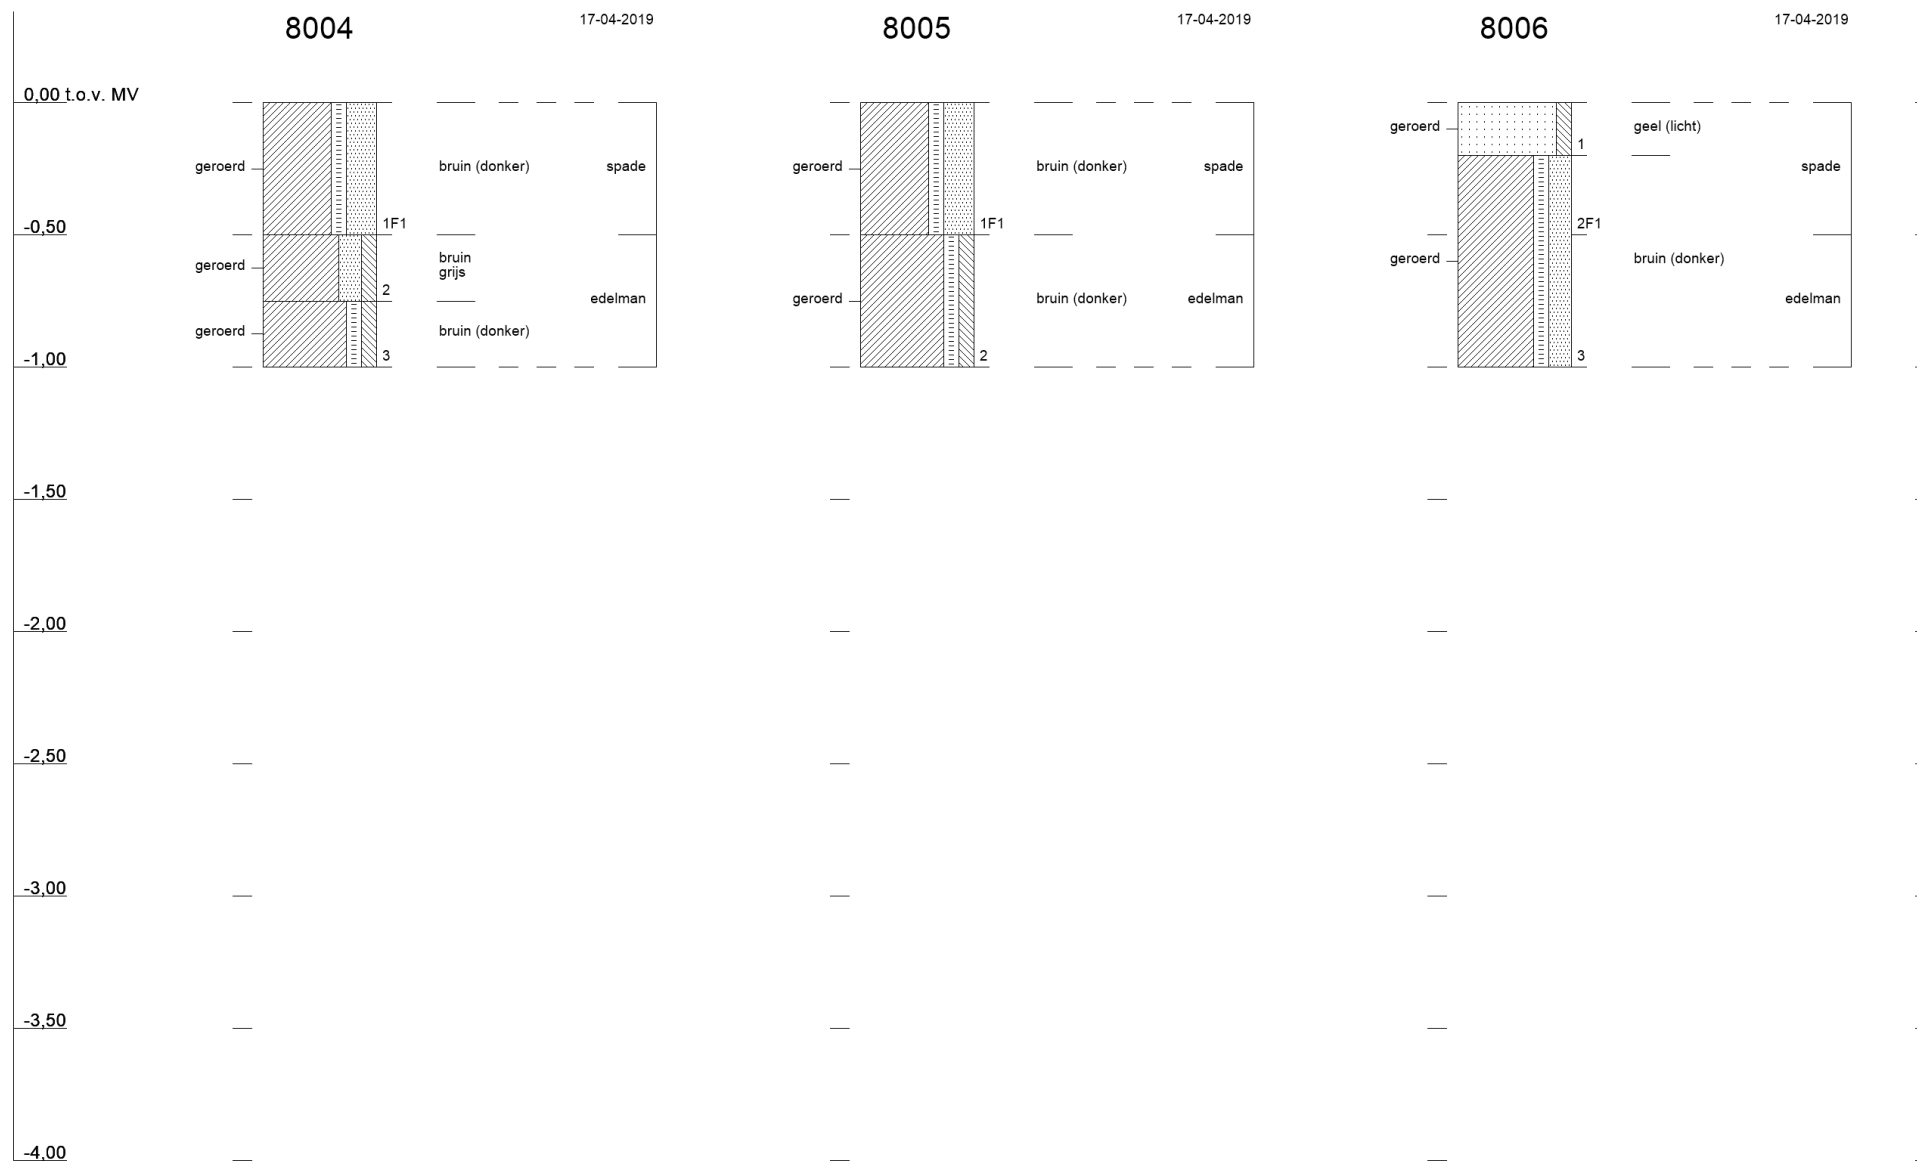 8004 17-04-2019 8005 17-04-2019 8006 17-04-2019
0,00 t.o.v. MV
geroerd geel (licht)
1
geroerd bruin (donker) spade geroerd bruin (donker) spade spade
-0,50 1F1 1F1 2F1
geroerd bruin geroerd bruin (donker)
grijs
2 edelman geroerd bruin (donker) edelman edelman
geroerd bruin (donker)
-1,00 3 2 3
-1,50
-2,00
-2,50
-3,00
-3,50
-4,00